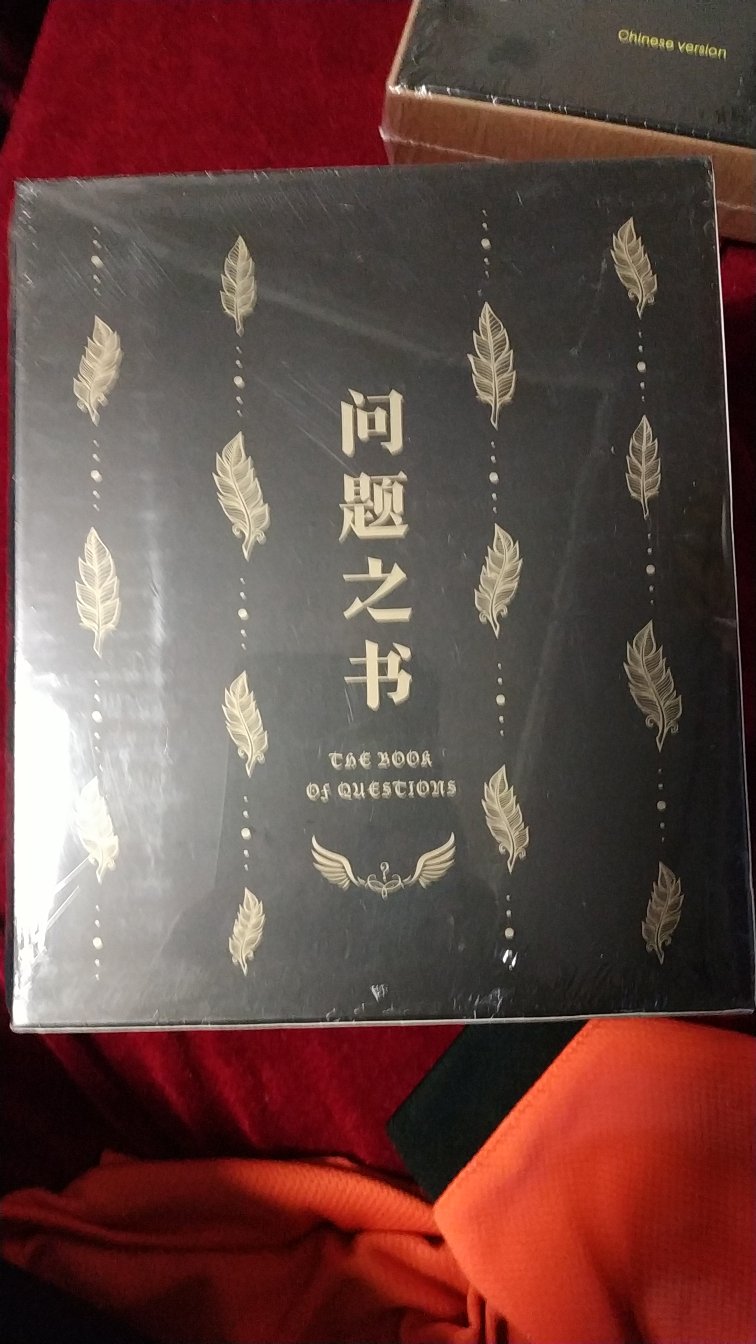 Chinese version
问题之书
THE BOOK
OF QUESTIONS
?